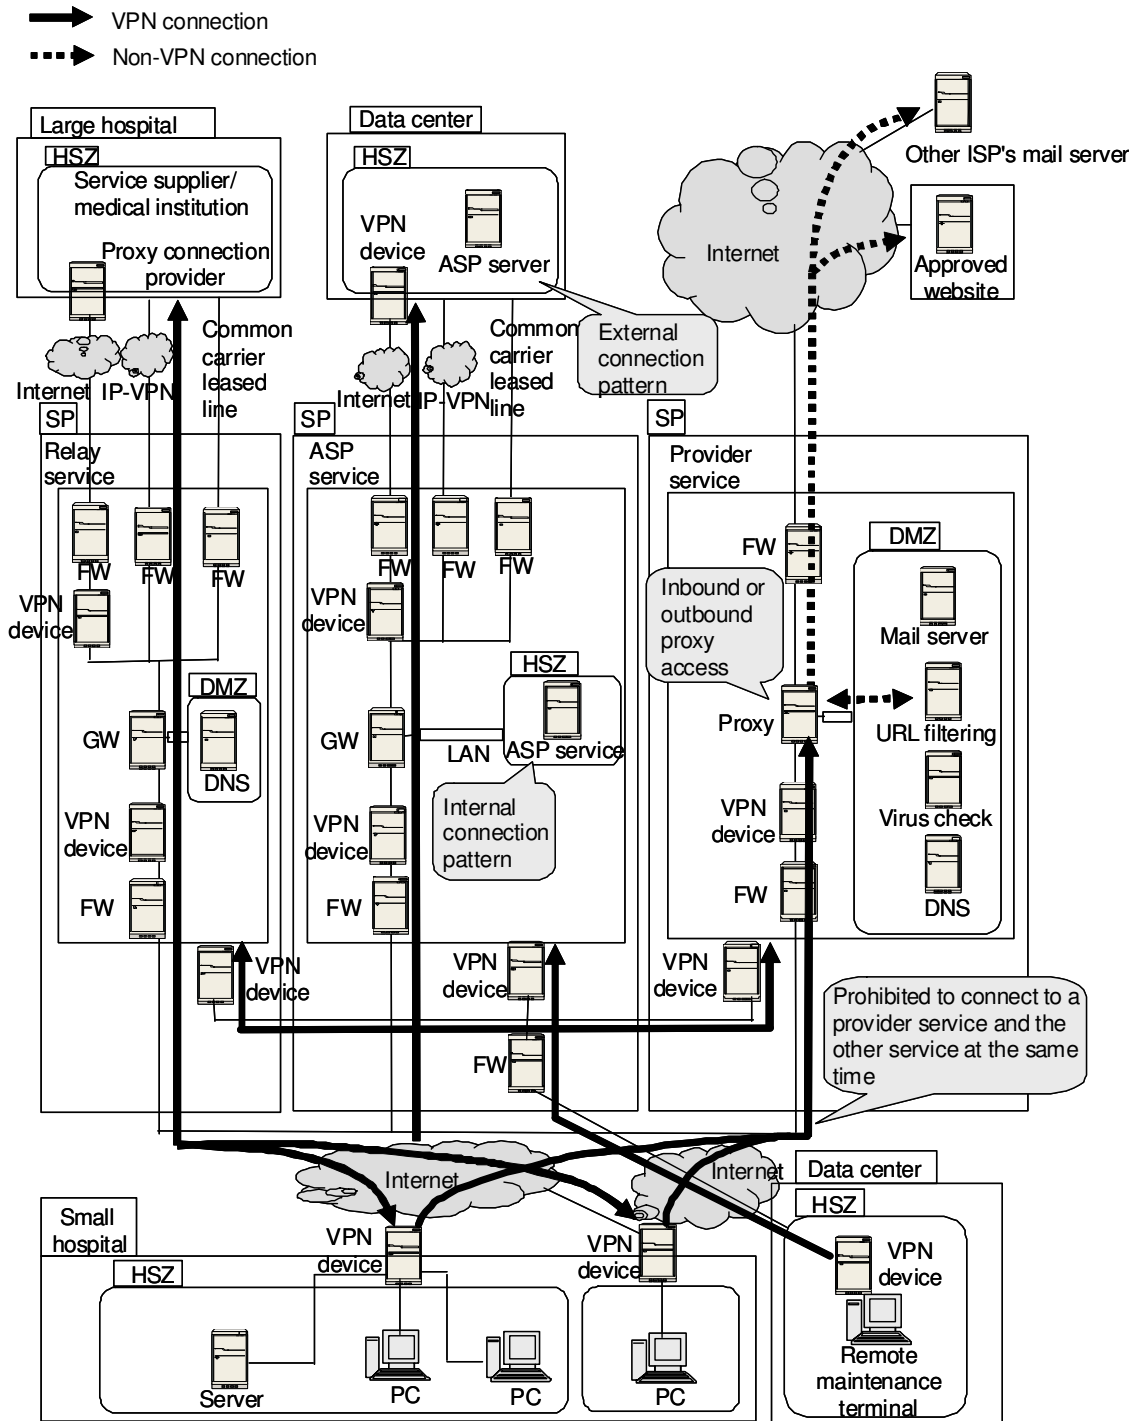 VPN connection
Non-VPN connection
Large hospital
HSZ
Service supplier/
medical institution
Proxy connection
provider
Common
carrier
leased
line
Internet
IP-VPN
Data center
HSZ
VPN
device
ASP server
External
connection
pattern
Common
carrier
leased
line
Internet
IP-VPN
Other ISP's mail server
Internet
Approved
website
SP
Relay
service
FW
FW
FW
VPN
device
DMZ
GW
DNS
VPN
device
FW
VPN
device
SP
ASP
service
FW
FW
FW
VPN
device
HSZ
GW
LAN
ASP service
Internal
connection
pattern
VPN
device
FW
VPN
device
FW
SP
Provider
service
FW
DMZ
Inbound or
outbound
proxy
access
Mail server
Proxy
URL filtering
VPN
device
Virus check
FW
DNS
VPN
device
Prohibited to connect to a
provider service and the
other service at the same
time
Internet
Internet
Small
hospital
VPN
device
HSZ
Server
PC
PC
VPN
device
PC
Data center
HSZ
VPN
device
Remote
maintenance
terminal